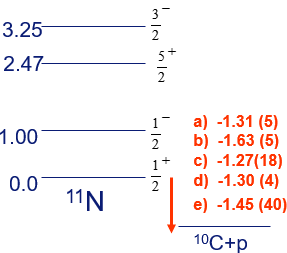 3.25 3/2⁻
2.47 5/2⁺
1.00 1/2⁻
0.0 1/2⁺
¹¹N
a) -1.31 (5)
b) -1.63 (5)
c) -1.27(18)
d) -1.30 (4)
e) -1.45 (40)
¹⁰C+p